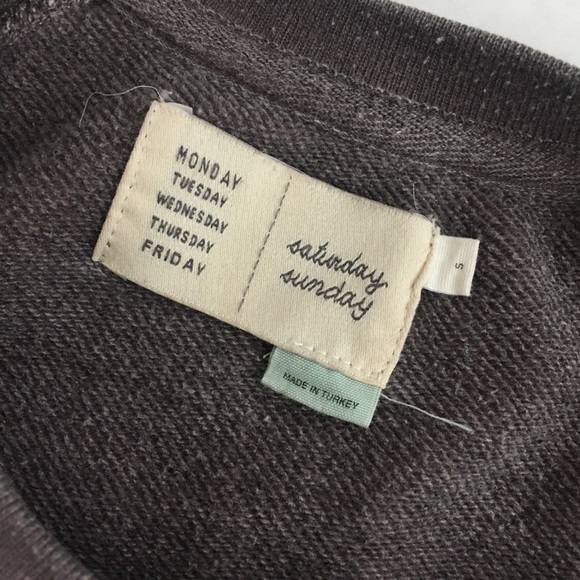 MONDAY
TUESDAY
WEDNESDAY
THURSDAY
FRIDAY
saturday
sunday
S
MADE IN TURKEY